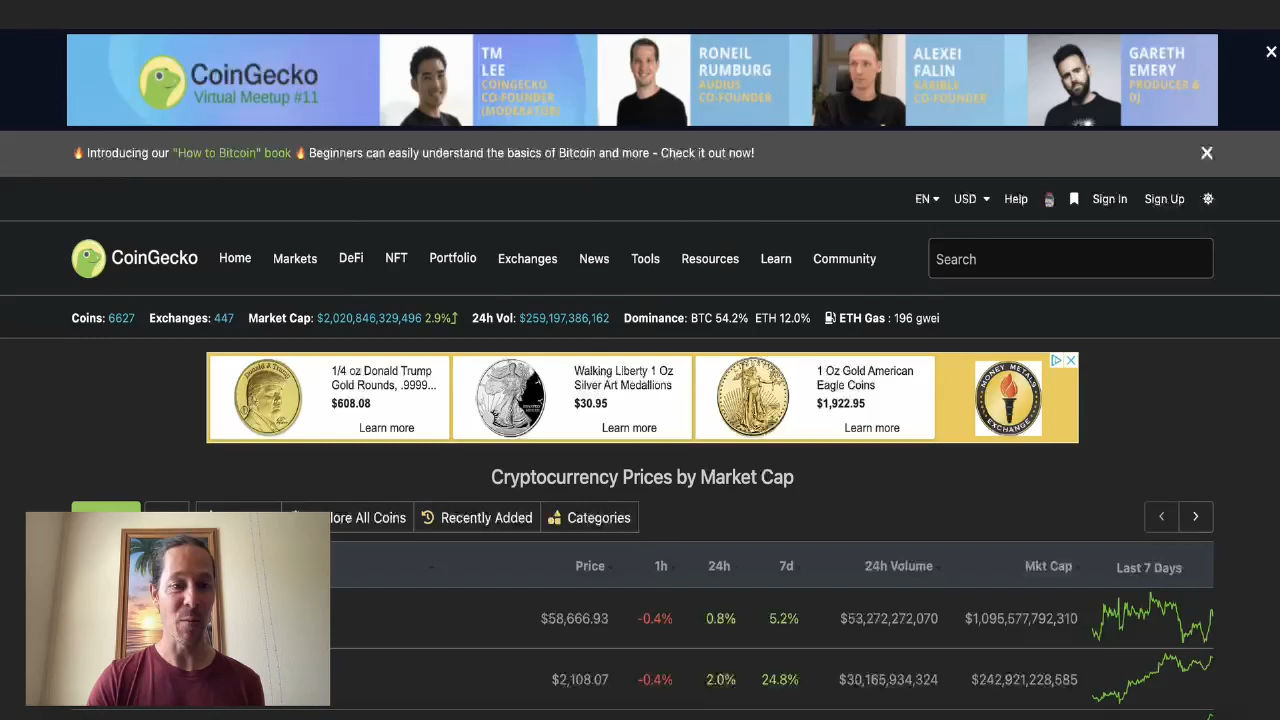 CoinGecko
Virtual Meetup #11
TM
LEE
COINGECKO
CO-FOUNDER
(MODERATOR)
RONEIL
RUMBURG
AUDIUS
CO-FOUNDER
ALEXEI
FALIN
RARIBLE
CO-FOUNDER
GARETH
EMERY
PRODUCER &
DJ
Introducing our "How to Bitcoin" book Beginners can easily understand the basics of Bitcoin and more - Check it out now!
EN USD Help Sign In Sign Up
CoinGecko Home Markets DeFi NFT Portfolio Exchanges News Tools Resources Learn Community Search
Coins: 6627 Exchanges: 447 Market Cap: $2,020,846,329,496 2.9% 24h Vol: $259,197,386,162 Dominance: BTC 54.2% ETH 12.0% ETH Gas : 196 gwei
1/4 oz Donald Trump
Gold Rounds, .9999...
$608.08
Learn more
Walking Liberty 1 Oz
Silver Art Medallions
$30.95
Learn more
1 Oz Gold American
Eagle Coins
$1,922.95
Learn more
MONEY METALS
EXCHANGE
Cryptocurrency Prices by Market Cap
lore All Coins Recently Added Categories
Price 1h 24h 7d 24h Volume Mkt Cap Last 7 Days
$58,666.93 -0.4% 0.8% 5.2% $53,272,272,070 $1,095,577,792,310
$2,108.07 -0.4% 2.0% 24.8% $30,165,934,324 $242,921,228,585